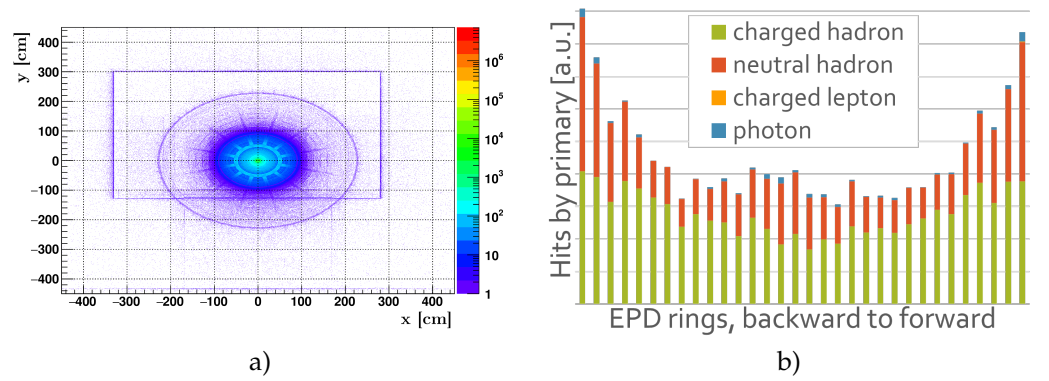 y [cm]
400
300
200
100
0
−100
−200
−300
−400
−400 −300 −200 −100 0 100 200 300 400
x [cm]
10⁶
10⁵
10⁴
10³
10²
10
1
a)
Hits by primary [a.u.]
charged hadron
neutral hadron
charged lepton
photon
EPD rings, backward to forward
b)